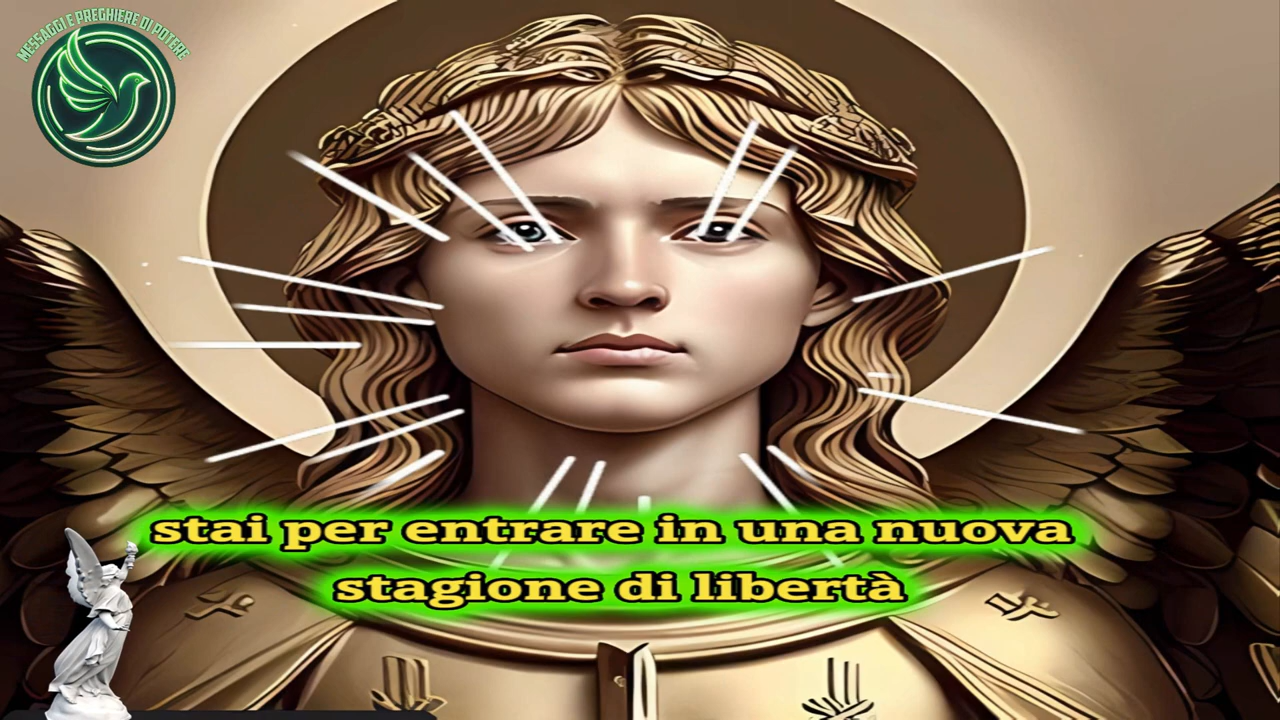 MESSAGGI E PREGHIERE DI POTERE
stai per entrare in una nuova
stagione di libertà